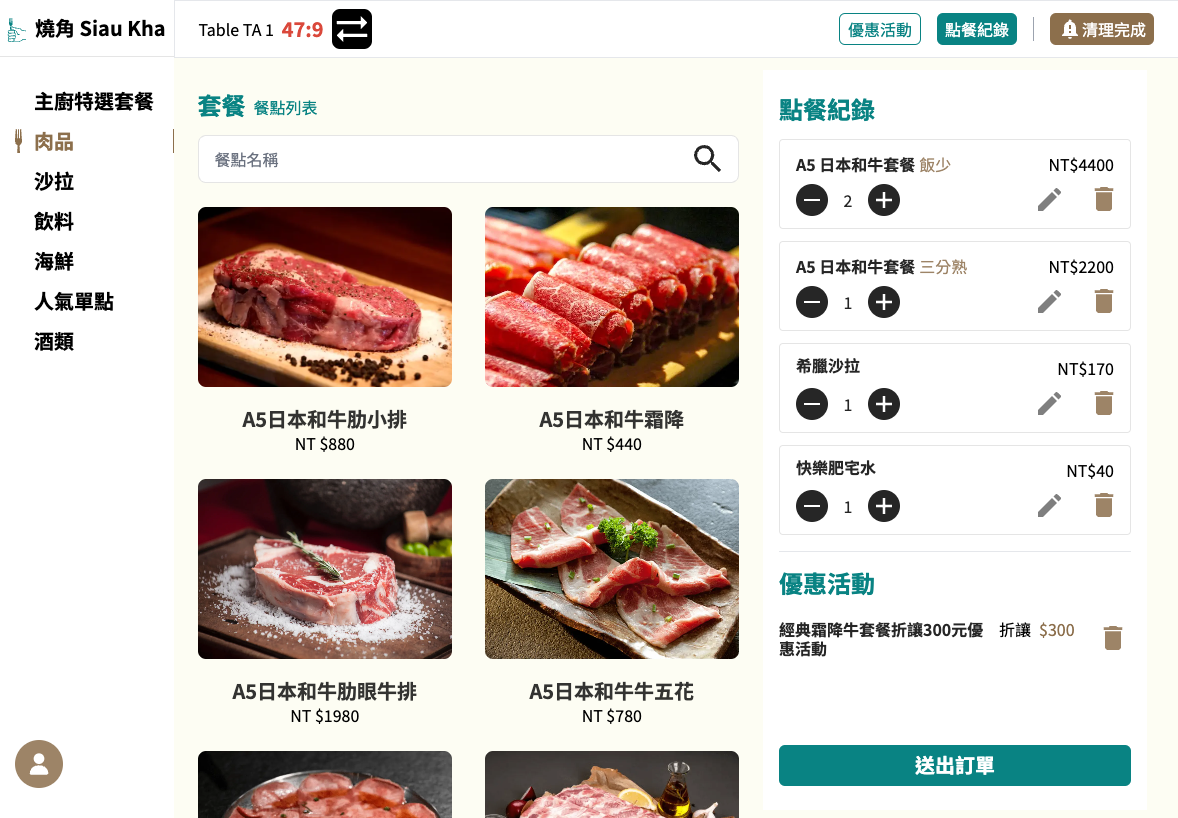 燒角 Siau Kha
Table TA 1 47:9
優惠活動
點餐紀錄
清理完成
主廚特選套餐
肉品
沙拉
飲料
海鮮
人氣單點
酒類
套餐 餐點列表
餐點名稱
A5日本和牛肋小排
NT $880
A5日本和牛霜降
NT $440
A5日本和牛肋眼牛排
NT $1980
A5日本和牛牛五花
NT $780
點餐紀錄
A5 日本和牛套餐 飯少 NT$4400
2
A5 日本和牛套餐 三分熟 NT$2200
1
希臘沙拉 NT$170
1
快樂肥宅水 NT$40
1
優惠活動
經典霜降牛套餐折讓300元優 折讓 $300
惠活動
送出訂單